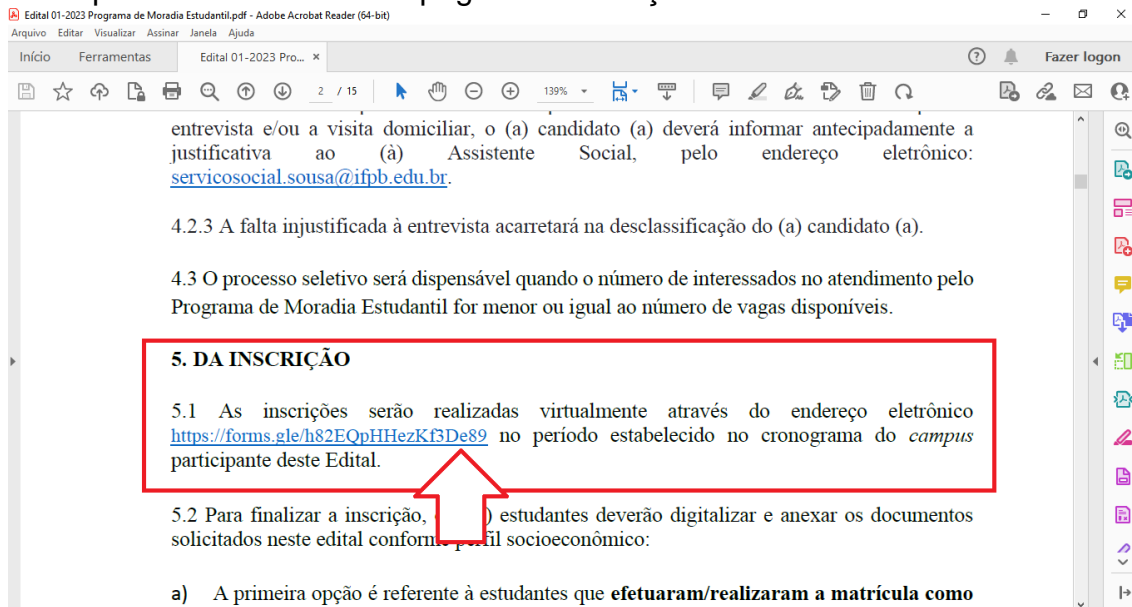 Edital 01-2023 Programa de Moradia Estudantil.pdf - Adobe Acrobat Reader (64-bit)
Arquivo Editar Visualizar Assinar Janela Ajuda
Início Ferramentas Edital 01-2023 Pro... × Fazer logon
2 / 15 139%
entrevista e/ou a visita domiciliar, o (a) candidato (a) deverá informar antecipadamente a
justificativa ao (à) Assistente Social, pelo endereço eletrônico:
servicosocial.sousa@ifpb.edu.br.
4.2.3 A falta injustificada à entrevista acarretará na desclassificação do (a) candidato (a).
4.3 O processo seletivo será dispensável quando o número de interessados no atendimento pelo
Programa de Moradia Estudantil for menor ou igual ao número de vagas disponíveis.
5. DA INSCRIÇÃO
5.1 As inscrições serão realizadas virtualmente através do endereço eletrônico
https://forms.gle/h82EQpHHezKf3De89 no período estabelecido no cronograma do campus
participante deste Edital.
5.2 Para finalizar a inscrição, ) estudantes deverão digitalizar e anexar os documentos
solicitados neste edital conforme perfil socioeconômico:
a) A primeira opção é referente à estudantes que efetuaram/realizaram a matrícula como